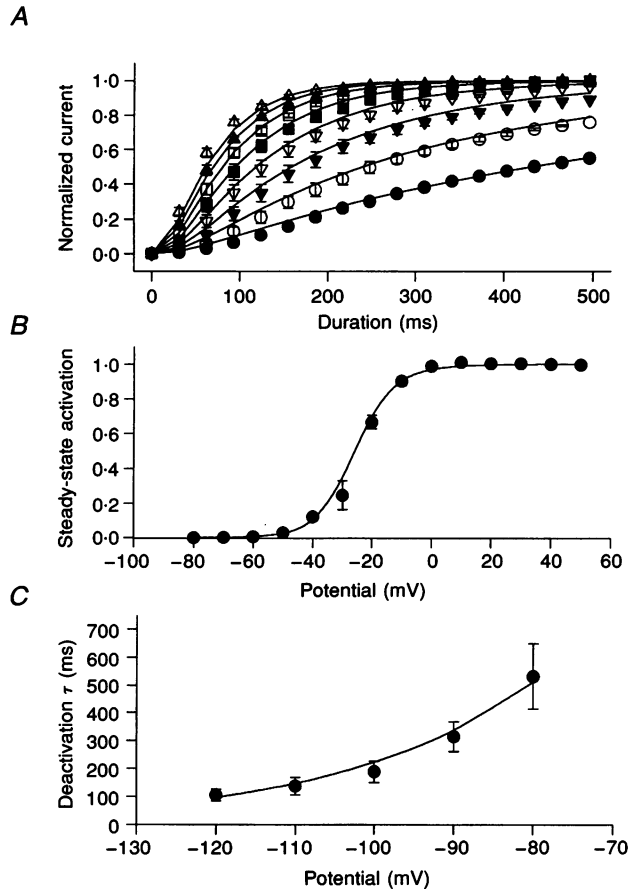 A
Normalized current
1·0
0·8
0·6
0·4
0·2
0·0
0 100 200 300 400 500
Duration (ms)
B
Steady-state activation
1·0
0·8
0·6
0·4
0·2
0·0
−100 −80 −60 −40 −20 0 20 40 60
Potential (mV)
C
Deactivation τ (ms)
700
600
500
400
300
200
100
0
−130 −120 −110 −100 −90 −80 −70
Potential (mV)